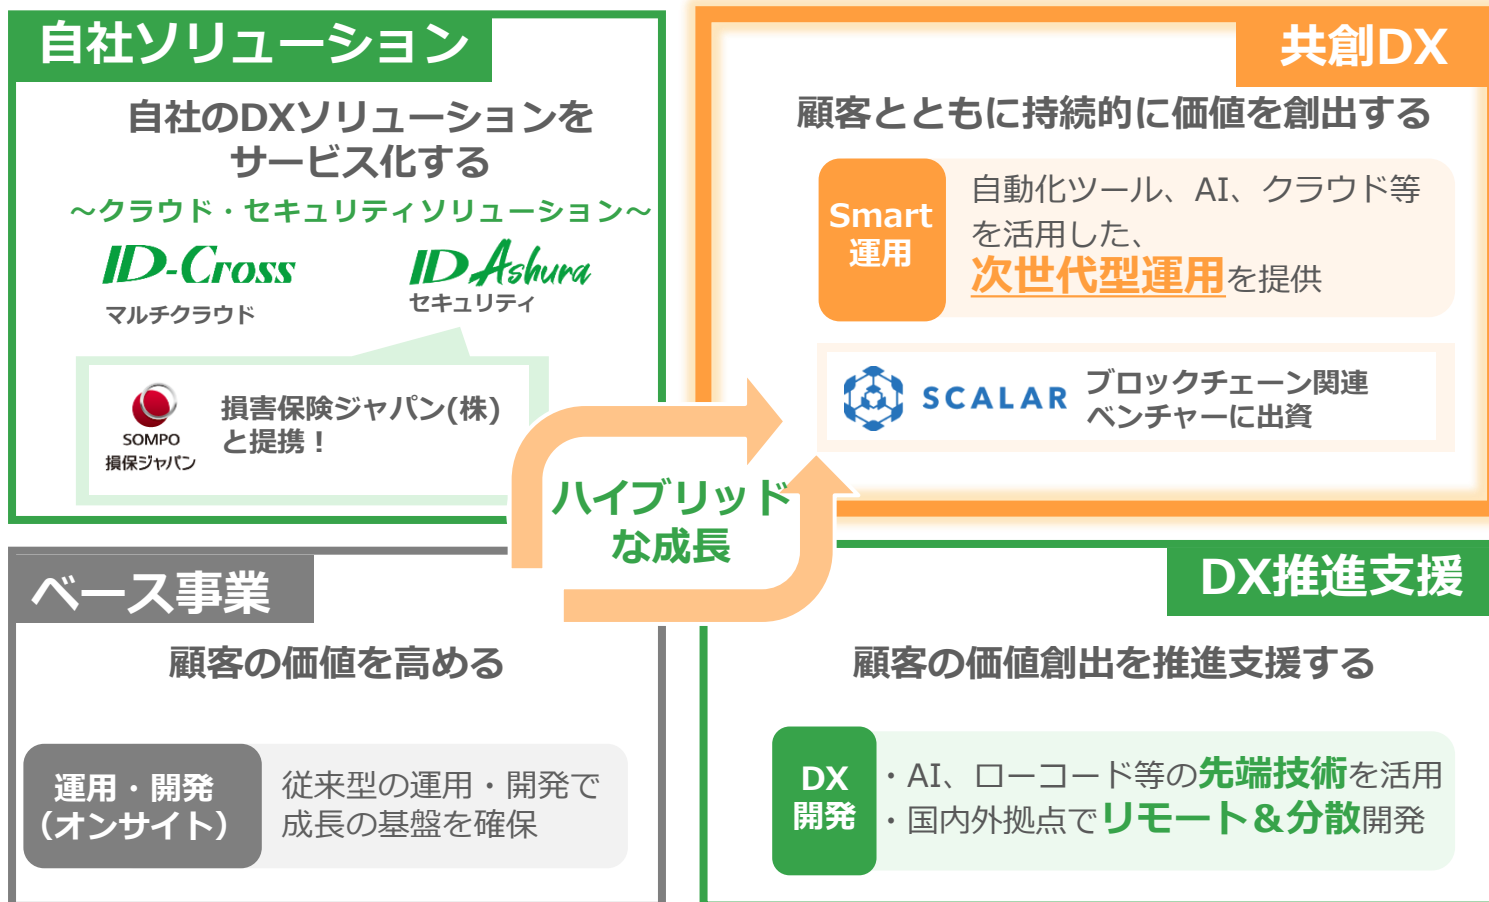 自社ソリューション
自社のDXソリューションを
サービス化する
～クラウド・セキュリティソリューション～
ID-Cross
マルチクラウド
ID Ashura
セキュリティ
SOMPO
損保ジャパン
損害保険ジャパン(株)
と提携！
共創DX
顧客とともに持続的に価値を創出する
Smart
運用
自動化ツール、AI、クラウド等
を活用した、
次世代型運用を提供
SCALAR
ブロックチェーン関連
ベンチャーに出資
ハイブリッド
な成長
ベース事業
顧客の価値を高める
運用・開発
（オンサイト）
従来型の運用・開発で
成長の基盤を確保
DX推進支援
顧客の価値創出を推進支援する
DX
開発
・AI、ローコード等の先端技術を活用
・国内外拠点でリモート＆分散開発